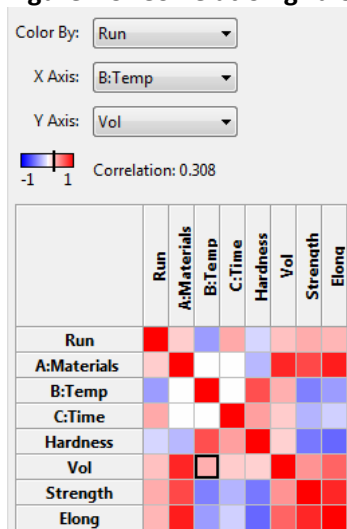 Color By: Run
X Axis: B:Temp
Y Axis: Vol
-1 1 Correlation: 0.308
Run A:Materials B:Temp C:Time Hardness Vol Strength Elong
Run
A:Materials
B:Temp
C:Time
Hardness
Vol
Strength
Elong